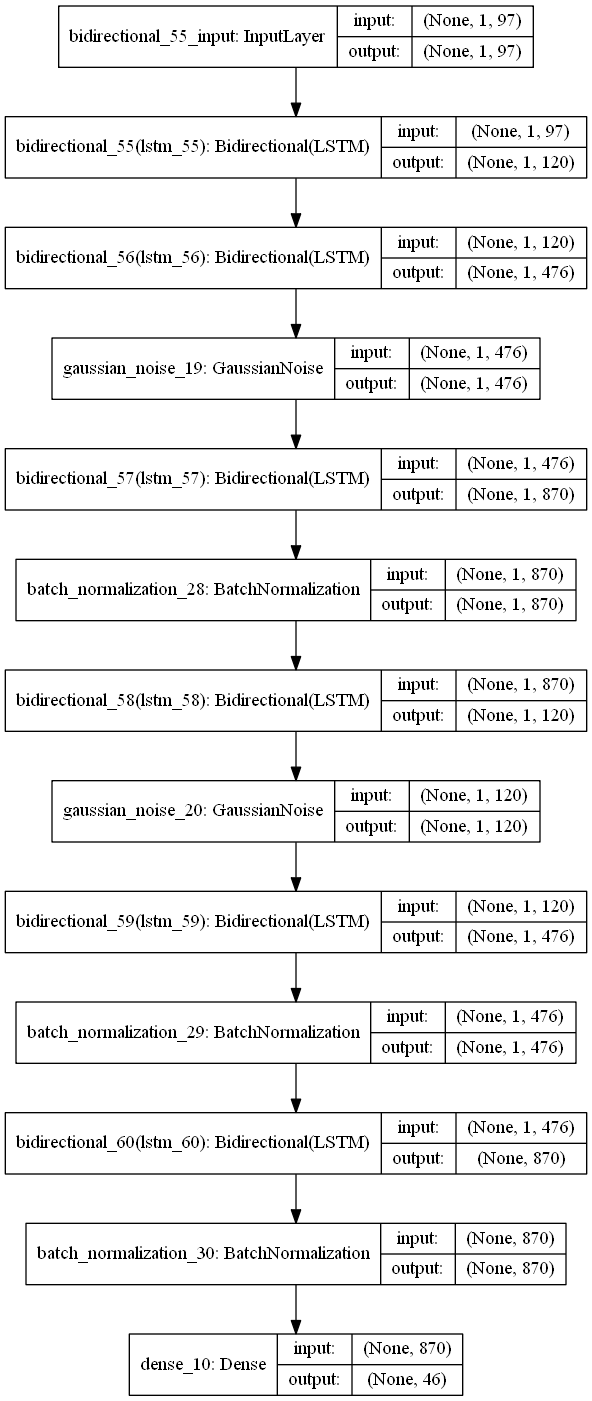 bidirectional_55_input: InputLayer
input: (None, 1, 97)
output: (None, 1, 97)
bidirectional_55(lstm_55): Bidirectional(LSTM)
input: (None, 1, 97)
output: (None, 1, 120)
bidirectional_56(lstm_56): Bidirectional(LSTM)
input: (None, 1, 120)
output: (None, 1, 476)
gaussian_noise_19: GaussianNoise
input: (None, 1, 476)
output: (None, 1, 476)
bidirectional_57(lstm_57): Bidirectional(LSTM)
input: (None, 1, 476)
output: (None, 1, 870)
batch_normalization_28: BatchNormalization
input: (None, 1, 870)
output: (None, 1, 870)
bidirectional_58(lstm_58): Bidirectional(LSTM)
input: (None, 1, 870)
output: (None, 1, 120)
gaussian_noise_20: GaussianNoise
input: (None, 1, 120)
output: (None, 1, 120)
bidirectional_59(lstm_59): Bidirectional(LSTM)
input: (None, 1, 120)
output: (None, 1, 476)
batch_normalization_29: BatchNormalization
input: (None, 1, 476)
output: (None, 1, 476)
bidirectional_60(lstm_60): Bidirectional(LSTM)
input: (None, 1, 476)
output: (None, 870)
batch_normalization_30: BatchNormalization
input: (None, 870)
output: (None, 870)
dense_10: Dense
input: (None, 870)
output: (None, 46)